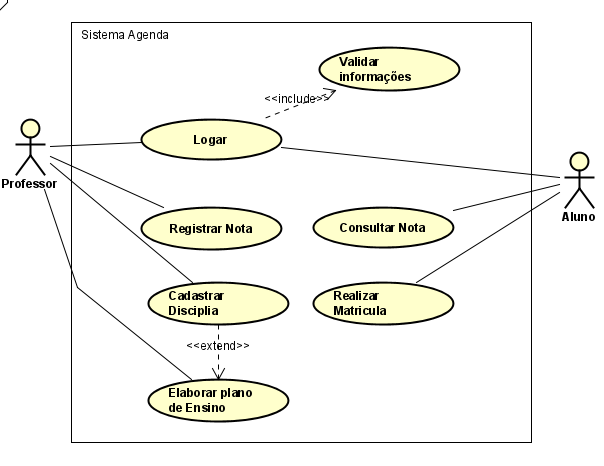 Sistema Agenda
Validar
informações
<<include>>
Logar
Professor
Aluno
Registrar Nota
Consultar Nota
Cadastrar
Disciplia
Realizar
Matricula
<<extend>>
Elaborar plano
de Ensino